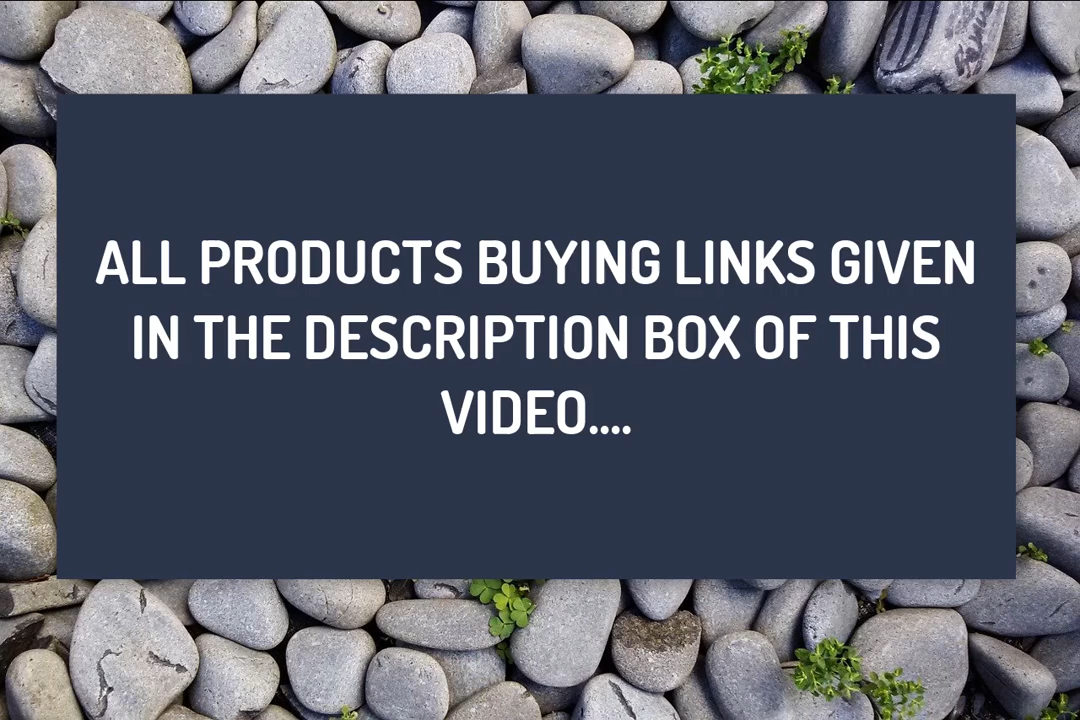 ALL PRODUCTS BUYING LINKS GIVEN
IN THE DESCRIPTION BOX OF THIS
VIDEO....